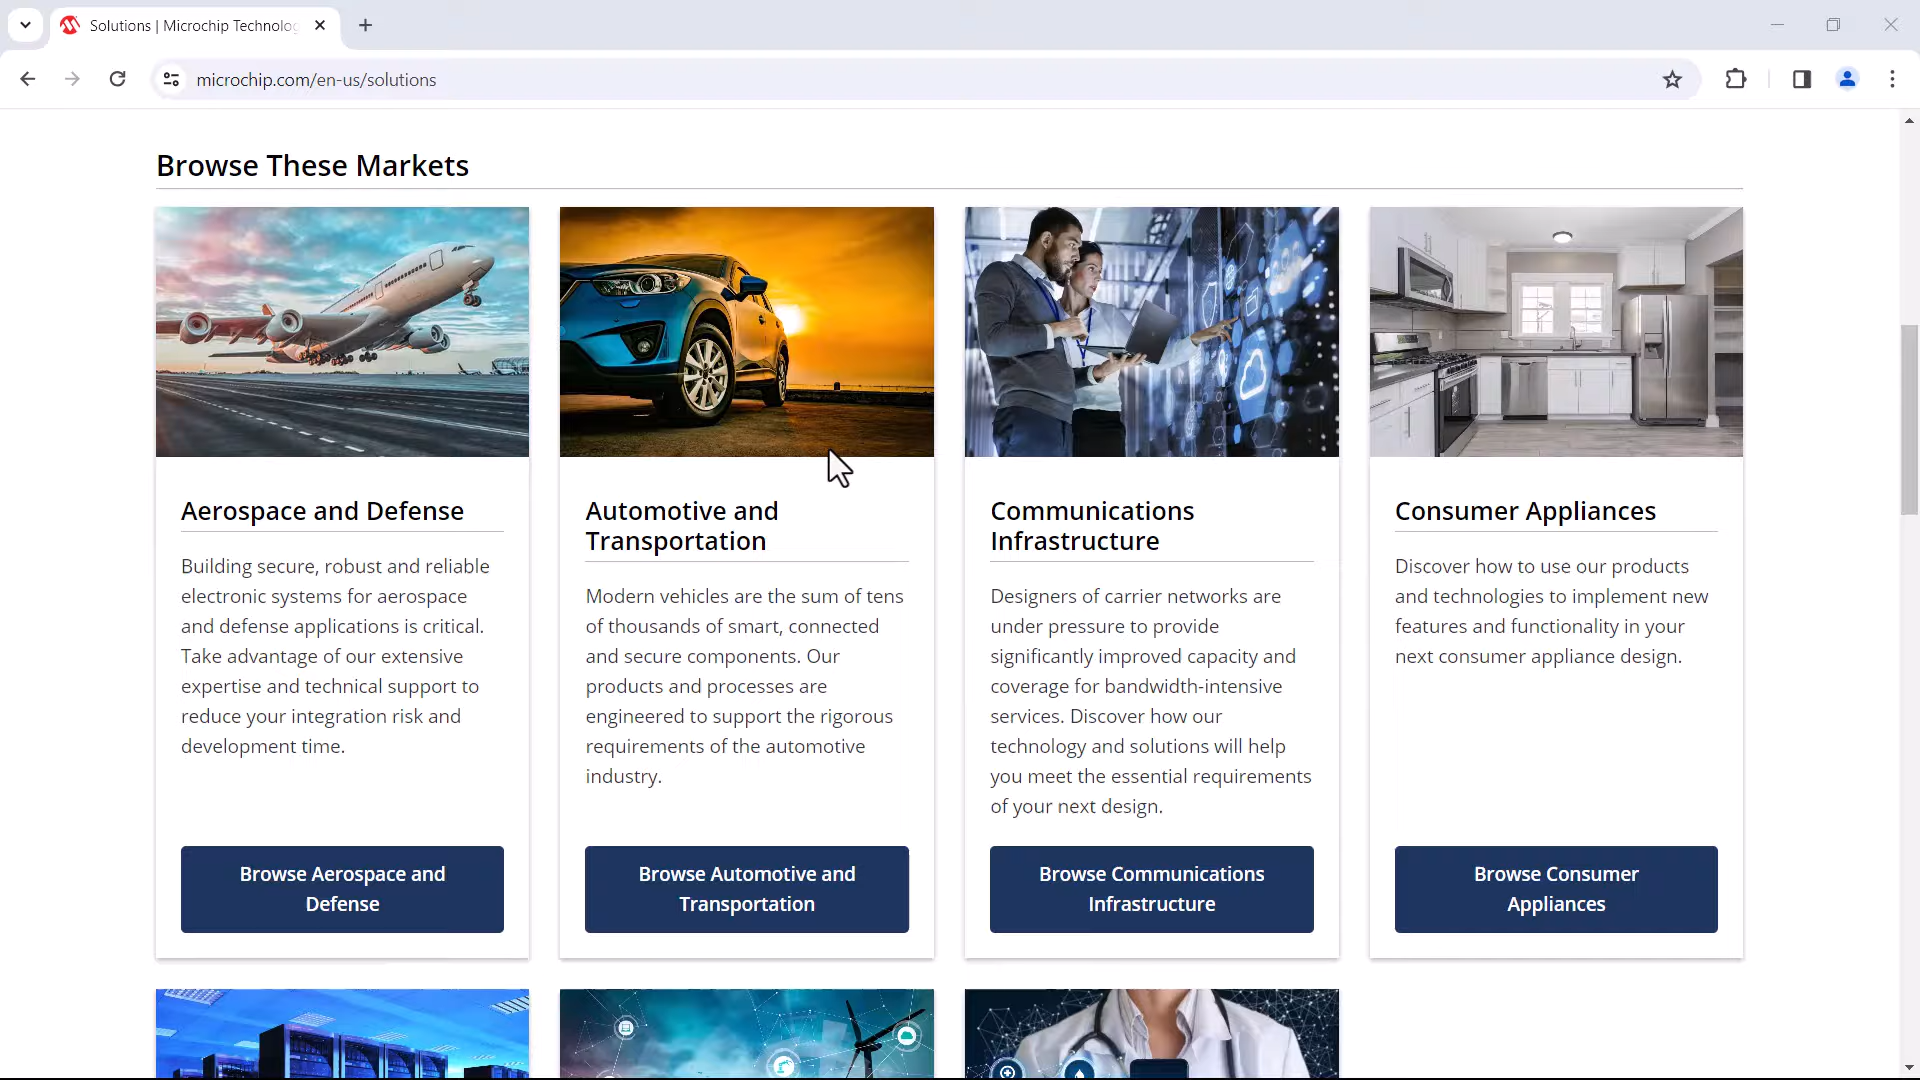 Solutions | Microchip Technolog
microchip.com/en-us/solutions
Browse These Markets
Aerospace and Defense
Building secure, robust and reliable
electronic systems for aerospace
and defense applications is critical.
Take advantage of our extensive
expertise and technical support to
reduce your integration risk and
development time.
Browse Aerospace and
Defense
Automotive and
Transportation
Modern vehicles are the sum of tens
of thousands of smart, connected
and secure components. Our
products and processes are
engineered to support the rigorous
requirements of the automotive
industry.
Browse Automotive and
Transportation
Communications
Infrastructure
Designers of carrier networks are
under pressure to provide
significantly improved capacity and
coverage for bandwidth-intensive
services. Discover how our
technology and solutions will help
you meet the essential requirements
of your next design.
Browse Communications
Infrastructure
Consumer Appliances
Discover how to use our products
and technologies to implement new
features and functionality in your
next consumer appliance design.
Browse Consumer
Appliances